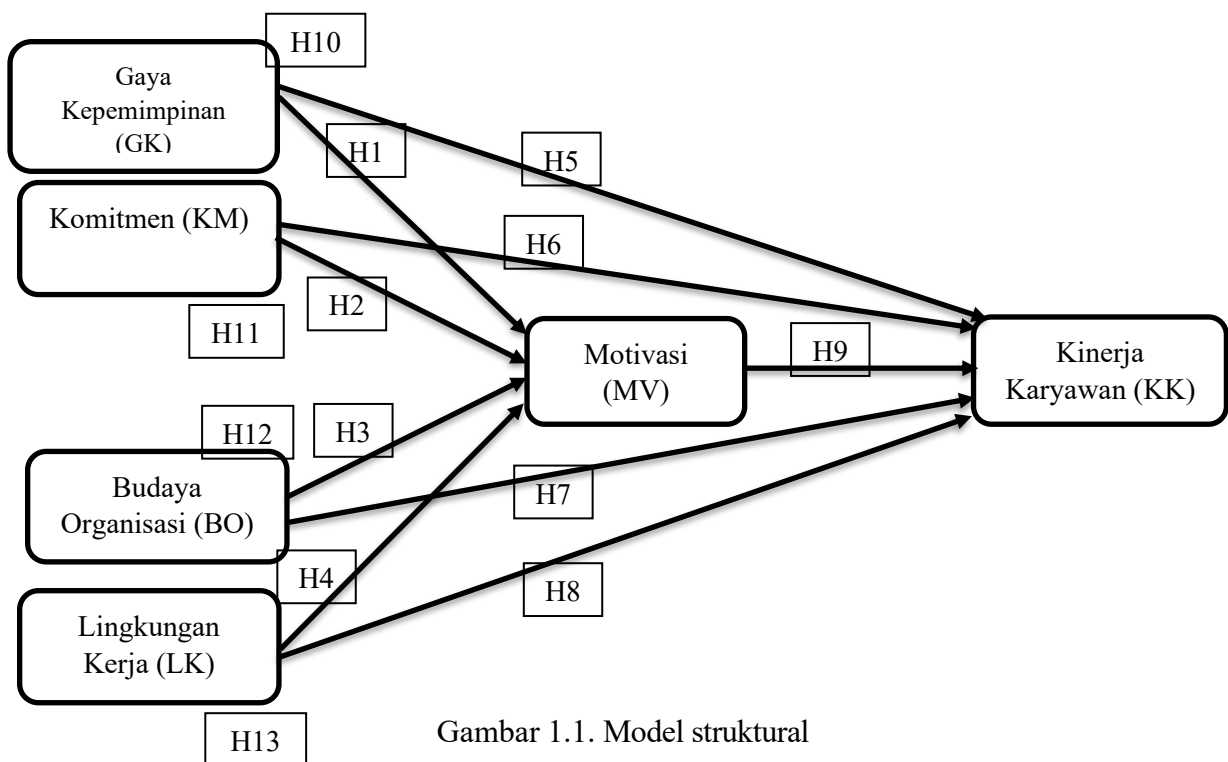 H10
Gaya
Kepemimpinan
(GK)
H1
H5
Komitmen (KM)
H6
H2
H11
Motivasi
(MV)
H9
Kinerja
Karyawan (KK)
H12
H3
Budaya
Organisasi (BO)
H7
H4
H8
Lingkungan
Kerja (LK)
H13
Gambar 1.1. Model struktural